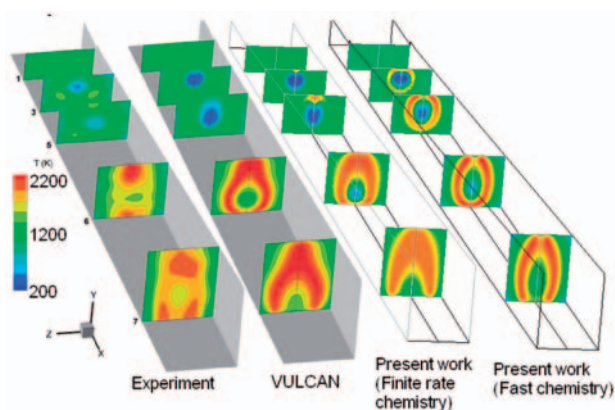 1
3
5
T (K)
2200
1200
200
6
7
Y
Z
X
Experiment
VULCAN
Present work
(Finite rate
chemistry)
Present work
(Fast chemistry)